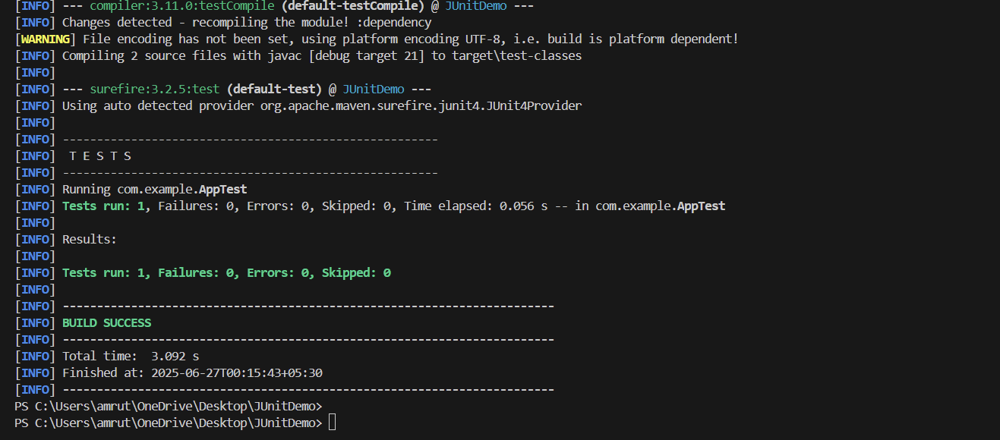 [INFO] --- compiler:3.11.0:testCompile (default-testCompile) @ JUnitDemo ---
[INFO] Changes detected - recompiling the module! :dependency
[WARNING] File encoding has not been set, using platform encoding UTF-8, i.e. build is platform dependent!
[INFO] Compiling 2 source files with javac [debug target 21] to target\test-classes
[INFO]
[INFO] --- surefire:3.2.5:test (default-test) @ JUnitDemo ---
[INFO] Using auto detected provider org.apache.maven.surefire.junit4.JUnit4Provider
[INFO]
[INFO] -------------------------------------------------------
[INFO]  T E S T S
[INFO] -------------------------------------------------------
[INFO] Running com.example.AppTest
[INFO] Tests run: 1, Failures: 0, Errors: 0, Skipped: 0, Time elapsed: 0.056 s -- in com.example.AppTest
[INFO]
[INFO] Results:
[INFO]
[INFO] Tests run: 1, Failures: 0, Errors: 0, Skipped: 0
[INFO]
[INFO] ------------------------------------------------------------------------
[INFO] BUILD SUCCESS
[INFO] ------------------------------------------------------------------------
[INFO] Total time:  3.092 s
[INFO] Finished at: 2025-06-27T00:15:43+05:30
[INFO] ------------------------------------------------------------------------
PS C:\Users\amrut\OneDrive\Desktop\JUnitDemo>
PS C:\Users\amrut\OneDrive\Desktop\JUnitDemo>